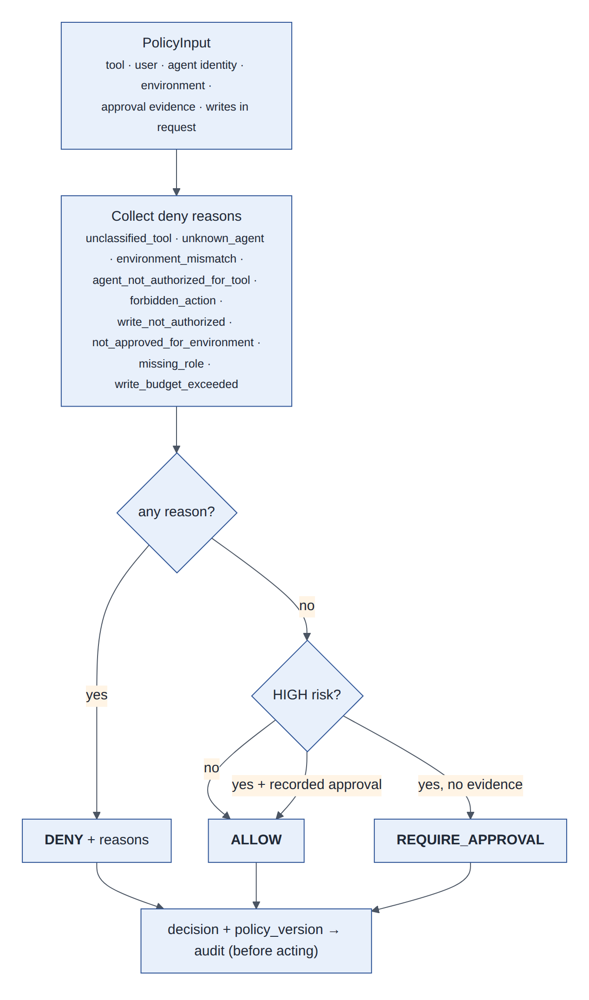 PolicyInput
tool · user · agent identity ·
environment ·
approval evidence · writes in
request
Collect deny reasons
unclassified_tool · unknown_agent
· environment_mismatch ·
agent_not_authorized_for_tool ·
forbidden_action ·
write_not_authorized ·
not_approved_for_environment ·
missing_role ·
write_budget_exceeded
any reason?
no
yes
HIGH risk?
no
yes + recorded approval
yes, no evidence
DENY + reasons
ALLOW
REQUIRE_APPROVAL
decision + policy_version →
audit (before acting)